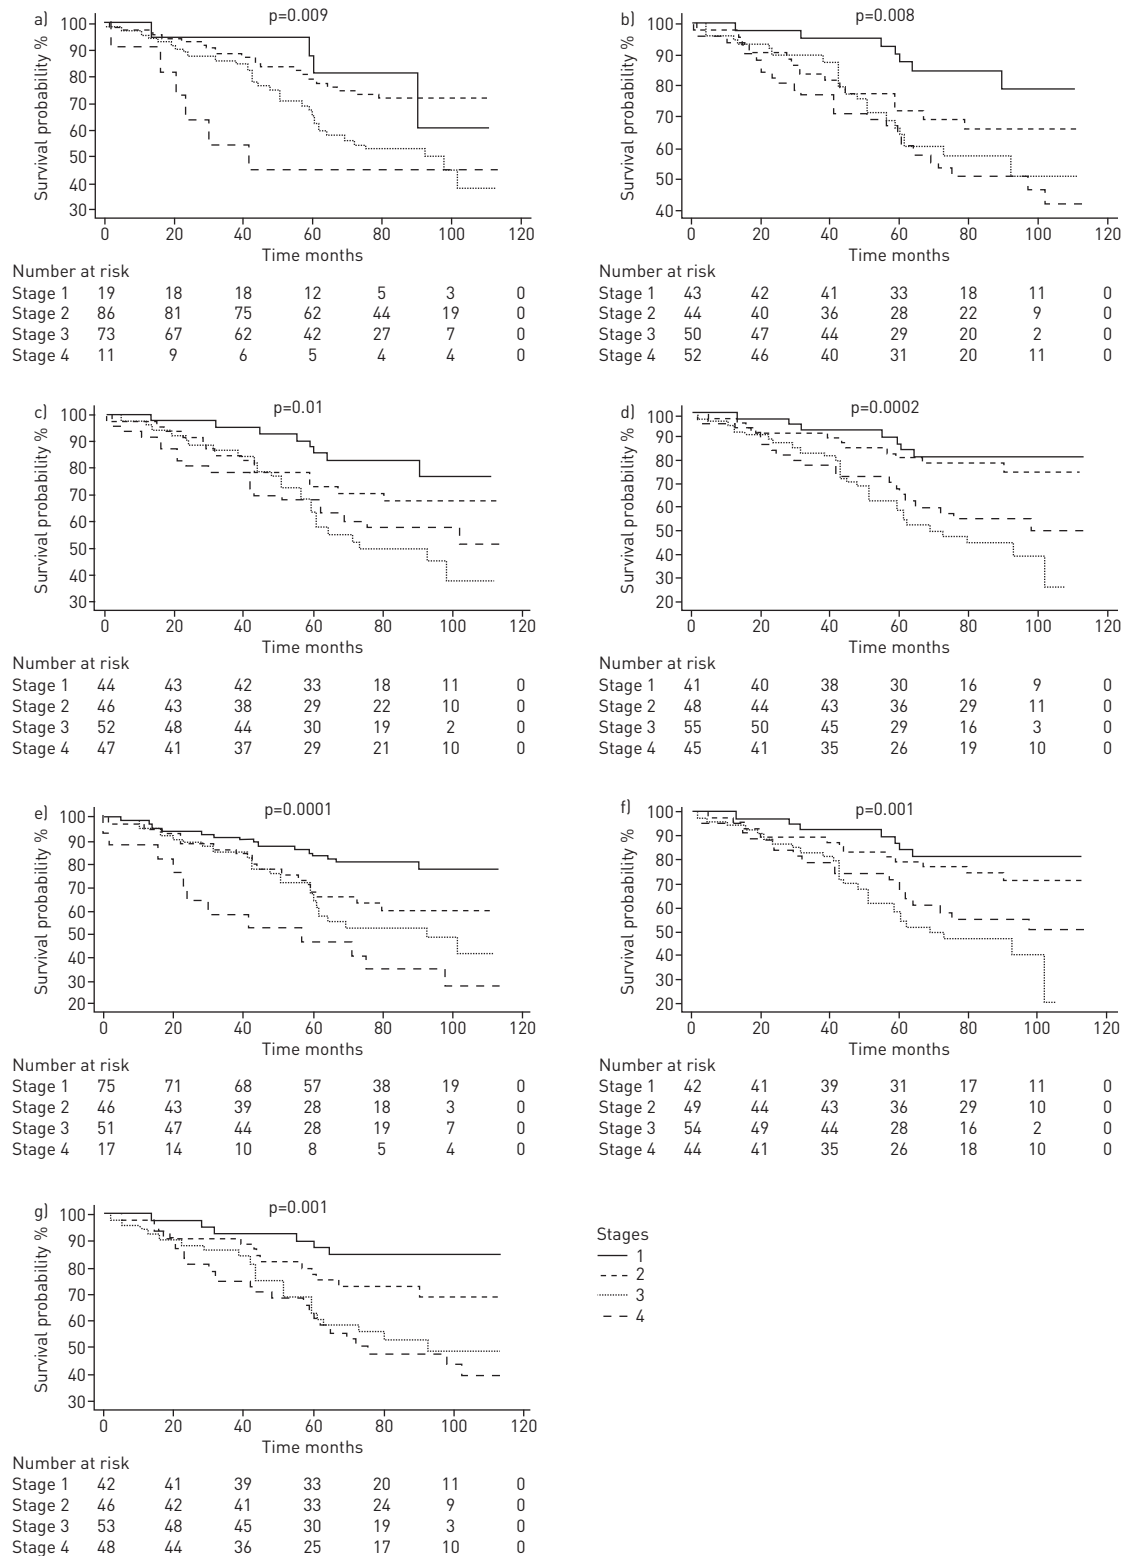 a)
p=0.009
Survival probability %
100
90
80
70
60
50
40
30
0 20 40 60 80 100 120
Time months
Number at risk
Stage 1 19 18 18 12 5 3 0
Stage 2 86 81 75 62 44 19 0
Stage 3 73 67 62 42 27 7 0
Stage 4 11 9 6 5 4 4 0
b)
p=0.008
Survival probability %
100
90
80
70
60
50
40
0 20 40 60 80 100 120
Time months
Number at risk
Stage 1 43 42 41 33 18 11 0
Stage 2 44 40 36 28 22 9 0
Stage 3 50 47 44 29 20 2 0
Stage 4 52 46 40 31 20 11 0
c)
p=0.01
Survival probability %
100
90
80
70
60
50
40
30
0 20 40 60 80 100 120
Time months
Number at risk
Stage 1 44 43 42 33 18 11 0
Stage 2 46 43 38 29 22 10 0
Stage 3 52 48 44 30 19 2 0
Stage 4 47 41 37 29 21 10 0
d)
p=0.0002
Survival probability %
100
90
80
70
60
50
40
30
20
0 20 40 60 80 100 120
Time months
Number at risk
Stage 1 41 40 38 30 16 9 0
Stage 2 48 44 43 36 29 11 0
Stage 3 55 50 45 29 16 3 0
Stage 4 45 41 35 26 19 10 0
e)
p=0.0001
Survival probability %
100
90
80
70
60
50
40
30
20
0 20 40 60 80 100 120
Time months
Number at risk
Stage 1 75 71 68 57 38 19 0
Stage 2 46 43 39 28 18 3 0
Stage 3 51 47 44 28 19 7 0
Stage 4 17 14 10 8 5 4 0
f)
p=0.001
Survival probability %
100
90
80
70
60
50
40
30
20
0 20 40 60 80 100 120
Time months
Number at risk
Stage 1 42 41 39 31 17 11 0
Stage 2 49 44 43 36 29 10 0
Stage 3 54 49 44 28 16 2 0
Stage 4 44 41 35 26 18 10 0
g)
p=0.001
Survival probability %
100
90
80
70
60
50
40
30
0 20 40 60 80 100 120
Time months
Number at risk
Stage 1 42 41 39 33 20 11 0
Stage 2 46 42 41 33 24 9 0
Stage 3 53 48 45 30 19 3 0
Stage 4 48 44 36 25 17 10 0
Stages
1
2
3
4